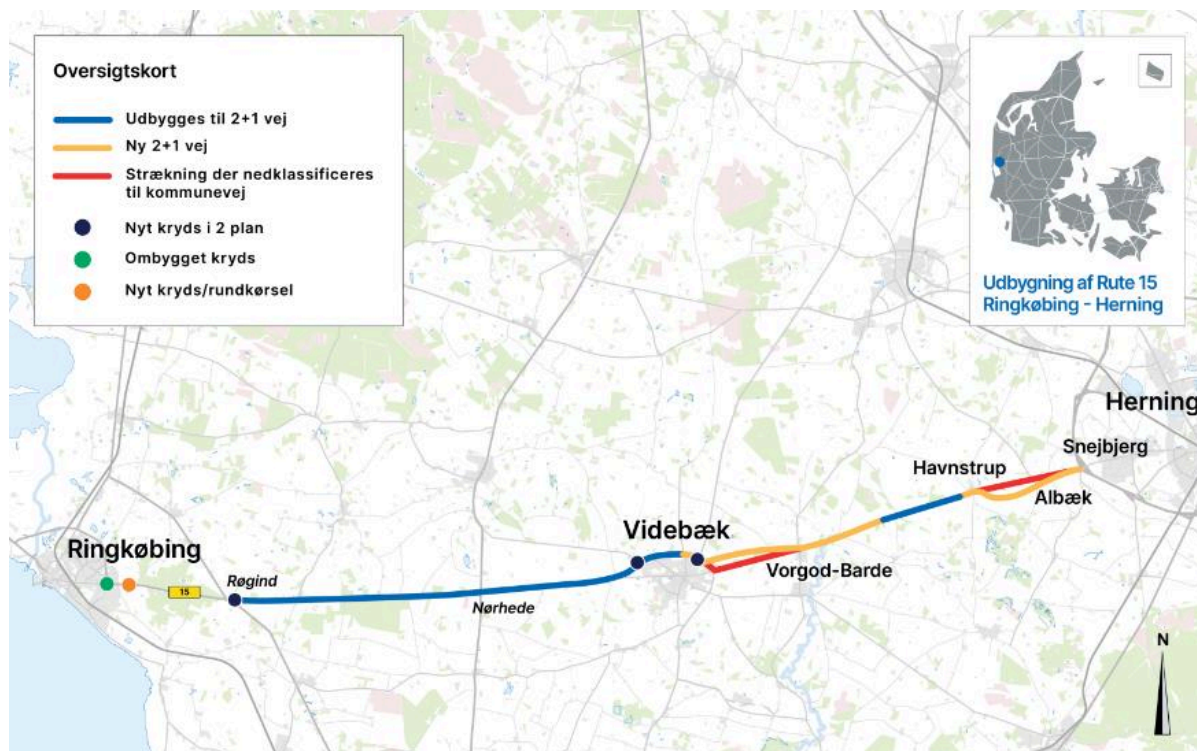 Oversigtskort
Udbygges til 2+1 vej
Ny 2+1 vej
Strækning der nedklassificeres
til kommunevej
Nyt kryds i 2 plan
Ombygget kryds
Nyt kryds/rundkørsel
Udbygning af Rute 15
Ringkøbing - Herning
Herning
Snejbjerg
Havnstrup
Albæk
Videbæk
Vorgod-Barde
Ringkøbing
Røgind
15
Nørhede
N